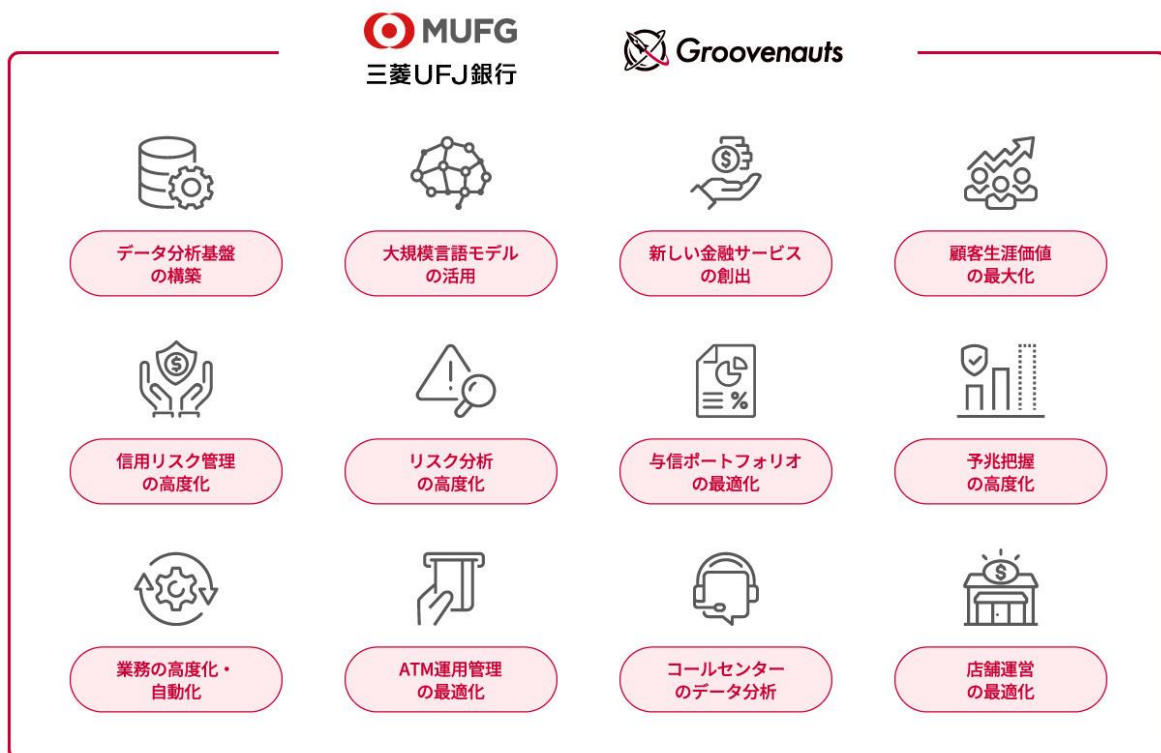 MUFG
三菱UFJ銀行
Groovenauts
データ分析基盤
の構築
大規模言語モデル
の活用
新しい金融サービス
の創出
顧客生涯価値
の最大化
信用リスク管理
の高度化
リスク分析
の高度化
与信ポートフォリオ
の最適化
予兆把握
の高度化
業務の高度化・
自動化
ATM運用管理
の最適化
コールセンター
のデータ分析
店舗運営
の最適化